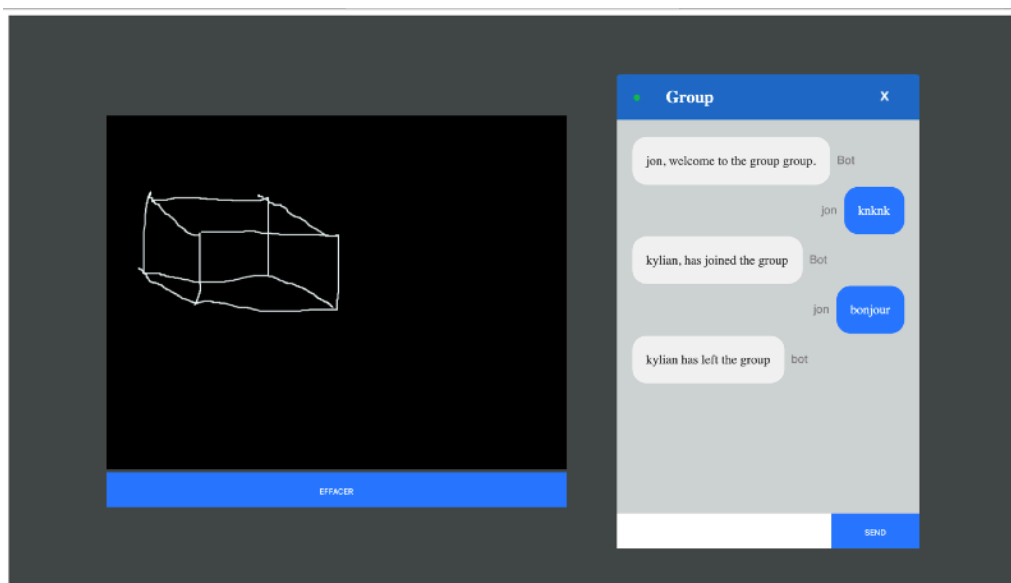 EFFACER
Group X
jon, welcome to the group group. Bot
jon knknk
kylian, has joined the group Bot
jon bonjour
kylian has left the group bot
SEND